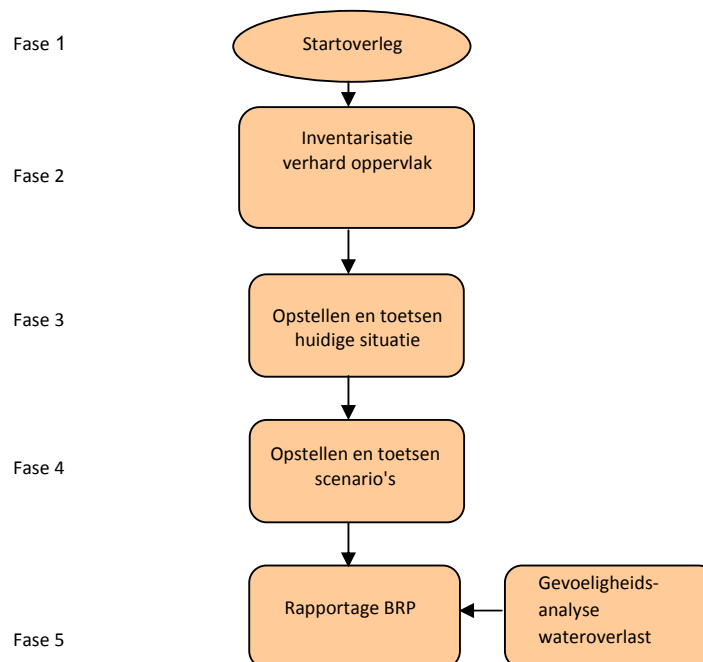 Fase 1
Startoverleg
Inventarisatie
verhard oppervlak
Fase 2
Fase 3
Opstellen en toetsen
huidige situatie
Fase 4
Opstellen en toetsen
scenario's
Rapportage BRP
Gevoeligheids-
analyse
wateroverlast
Fase 5